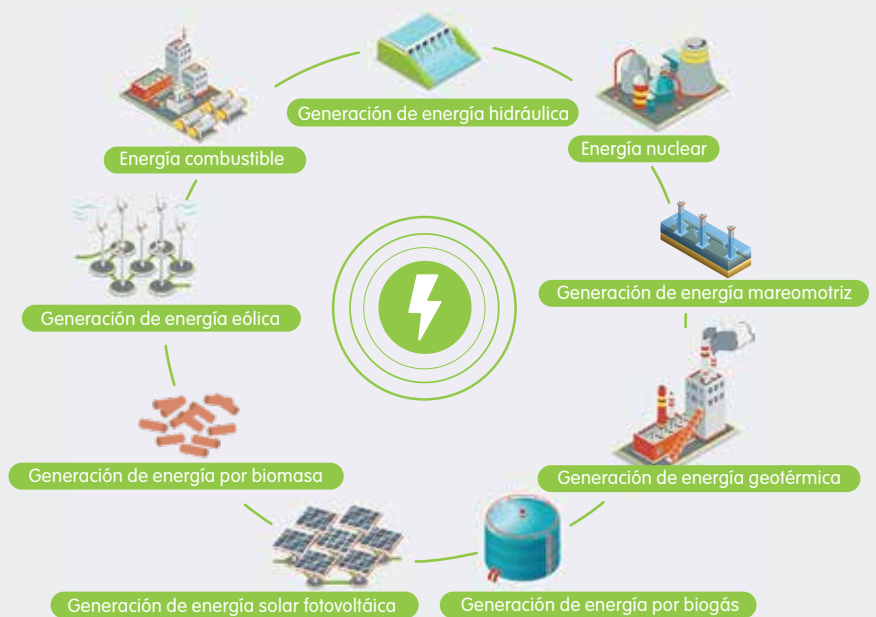 Generación de energía hidráulica
Energía combustible
Energía nuclear
Generación de energía eólica
Generación de energía mareomotriz
Generación de energía por biomasa
Generación de energía geotérmica
Generación de energía solar fotovoltáica
Generación de energía por biogás